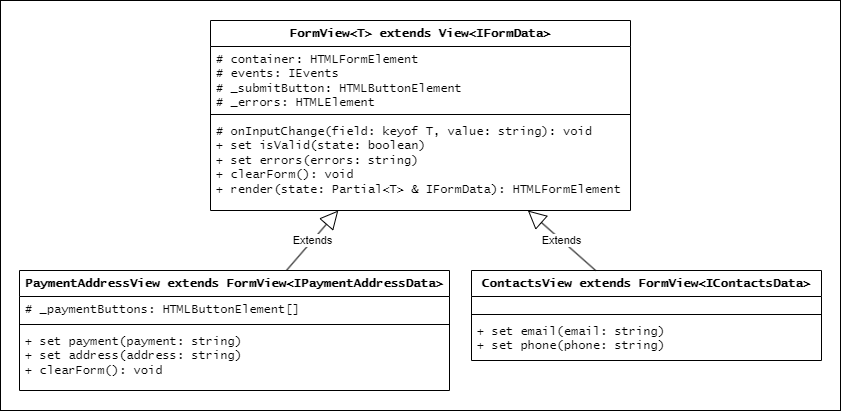 FormView<T> extends View<IFormData>
# container: HTMLFormElement
# events: IEvents
# _submitButton: HTMLButtonElement
# _errors: HTMLElement
# onInputChange(field: keyof T, value: string): void
+ set isValid(state: boolean)
+ set errors(errors: string)
+ clearForm(): void
+ render(state: Partial<T> & IFormData): HTMLFormElement
Extends
Extends
PaymentAddressView extends FormView<IPaymentAddressData>
# _paymentButtons: HTMLButtonElement[]
+ set payment(payment: string)
+ set address(address: string)
+ clearForm(): void
ContactsView extends FormView<IContactsData>
+ set email(email: string)
+ set phone(phone: string)